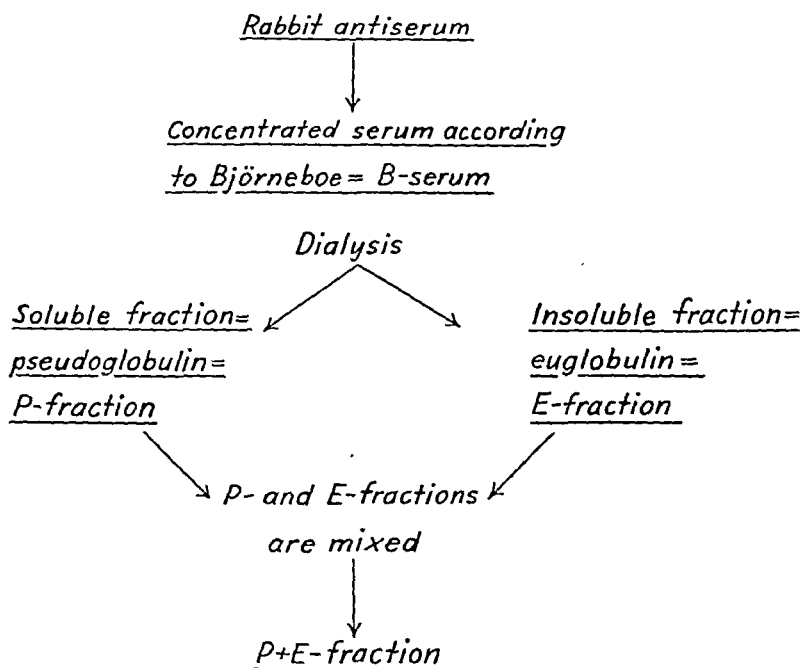 Rabbit antiserum
Concentrated serum according
to Björneboe = B-serum
Dialysis
Soluble fraction=
pseudoglobulin=
P-fraction
Insoluble fraction=
euglobulin=
E-fraction
P- and E-fractions
are mixed
P+E-fraction